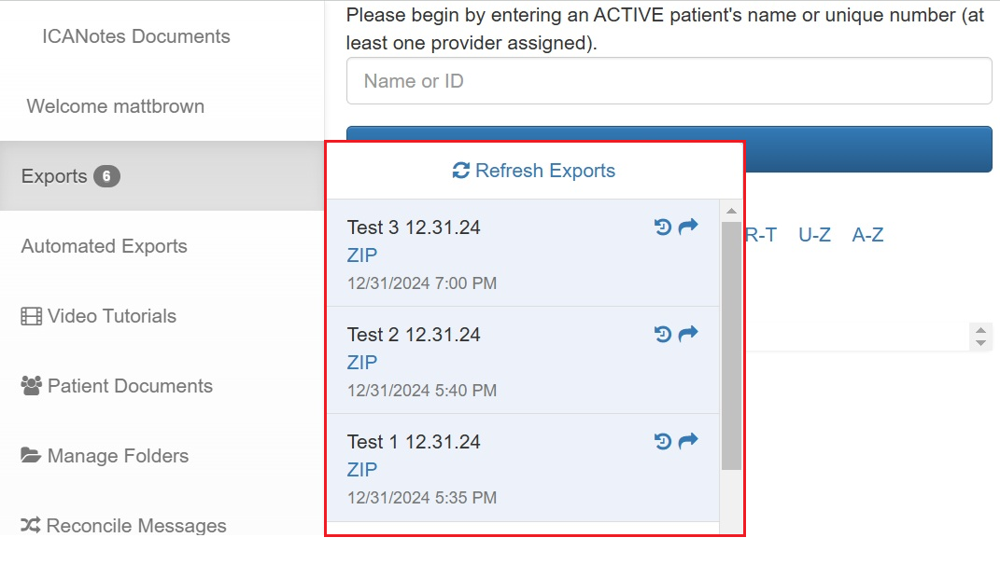 ICANotes Documents
Welcome mattbrown
Exports 6
Automated Exports
Video Tutorials
Patient Documents
Manage Folders
Reconcile Messages
Please begin by entering an ACTIVE patient's name or unique number (at
least one provider assigned).
Name or ID
Refresh Exports
Test 3 12.31.24
ZIP
12/31/2024 7:00 PM
Test 2 12.31.24
ZIP
12/31/2024 5:40 PM
Test 1 12.31.24
ZIP
12/31/2024 5:35 PM
R-T U-Z A-Z